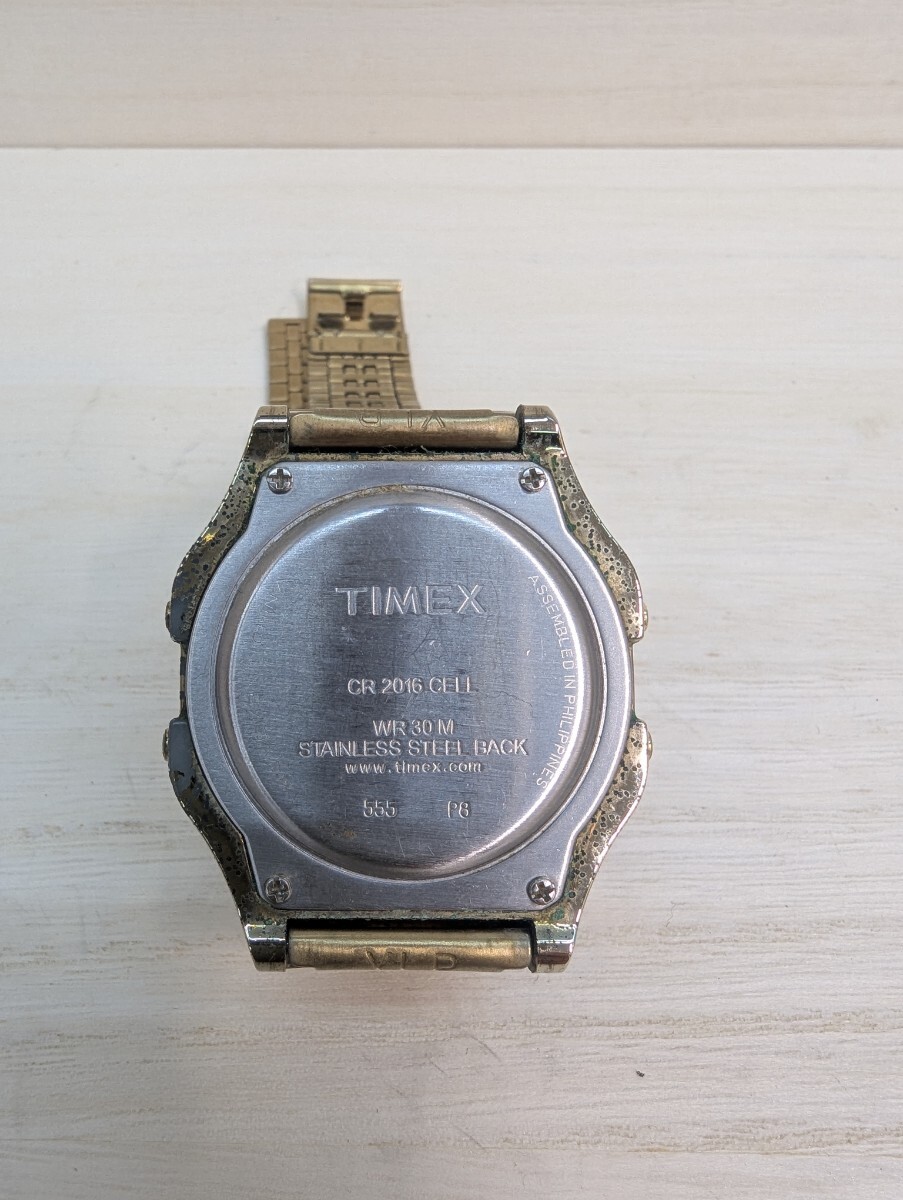 TIMEX
CR 2016 CELL
WR 30 M
STAINLESS STEEL BACK
www.timex.com
555 P8
ASSEMBLED IN PHILIPPINES